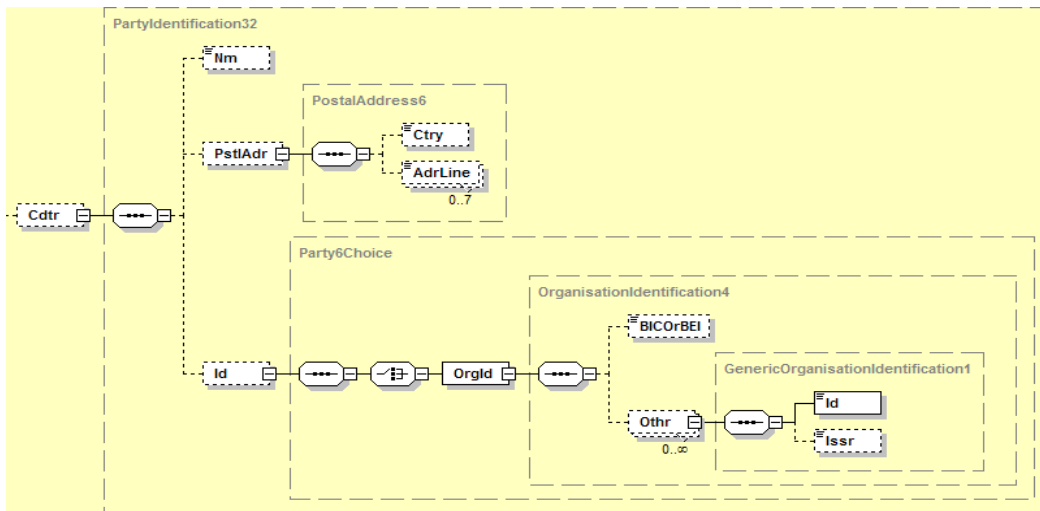 PartyIdentification32
Nm
PostalAddress6
Ctry
PstlAdr
AdrLine
0..7
Cdtr
Party6Choice
OrganisationIdentification4
BICOrBEI
GenericOrganisationIdentification1
Id
OrgId
Id
Othr
0..∞
Issr